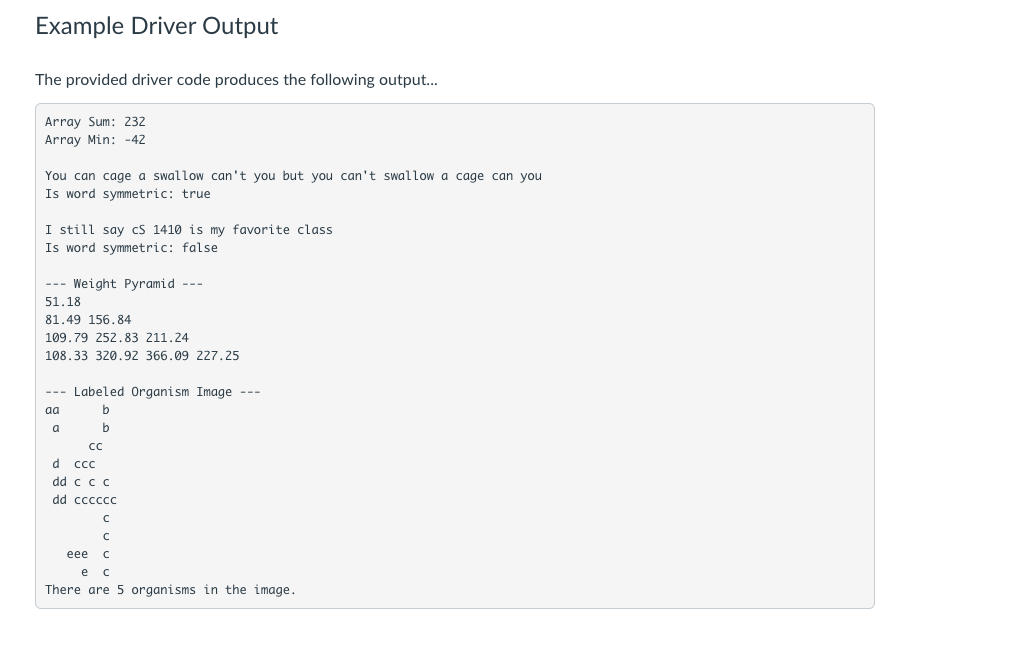 Example Driver Output
The provided driver code produces the following output...
Array Sum: 232
Array Min: -42

You can cage a swallow can't you but you can't swallow a cage can you
Is word symmetric: true

I still say cS 1410 is my favorite class
Is word symmetric: false

--- Weight Pyramid ---
51.18
81.49 156.84
109.79 252.83 211.24
108.33 320.92 366.09 227.25

--- Labeled Organism Image ---
aa      b
 a      b
      cc
 d  ccc
 dd c c c
 dd cccccc
        c
        c
   eee  c
     e  c
There are 5 organisms in the image.